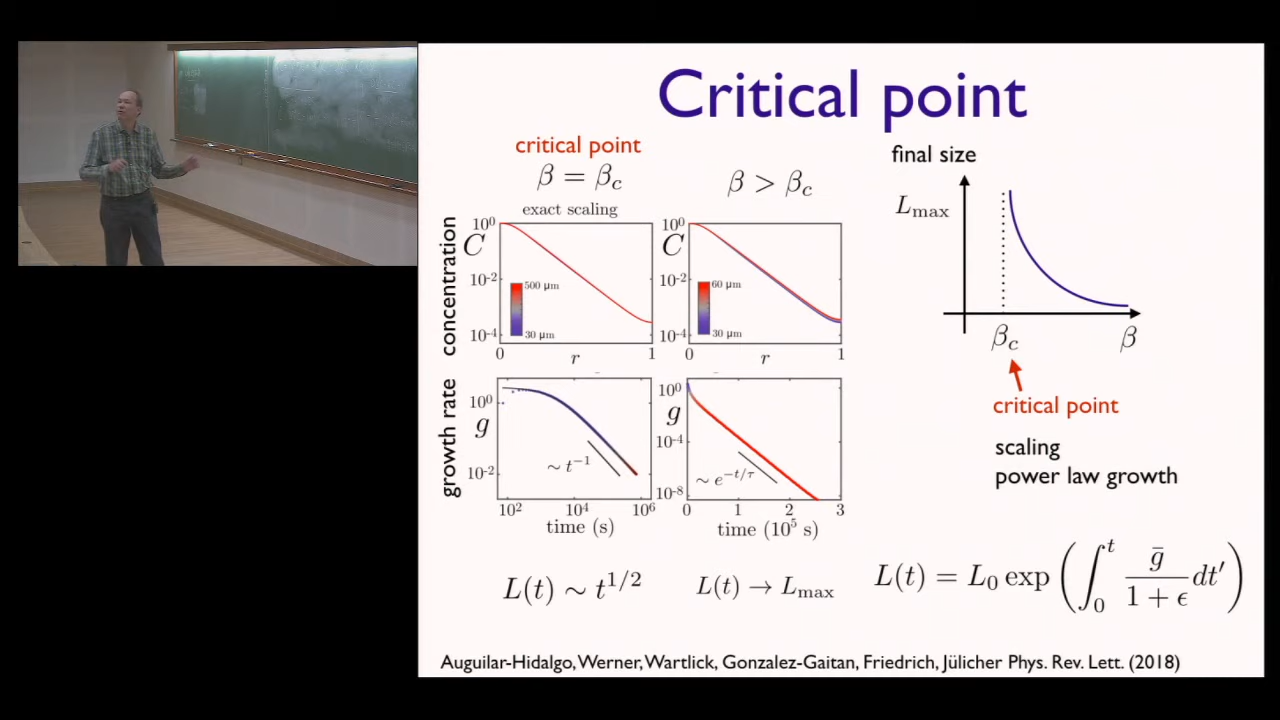 Critical point
critical point
β = β_c
exact scaling
β > β_c
concentration
10^0
C
10^-2
10^-4
500 μm
30 μm
0
r
1
10^0
C
10^-2
10^-4
60 μm
30 μm
0
r
1
growth rate
10^0
g
10^-2
~ t^-1
10^2
10^4
10^6
time (s)
10^0
g
10^-4
10^-8
~ e^-t/τ
0
1
2
3
time (10^5 s)
L(t) ~ t^1/2
L(t) → L_max
final size
L_max
β_c
β
critical point
scaling
power law growth
L(t) = L_0 exp ( ∫_0^t ḡ/(1 + ϵ) dt′ )
Auguilar-Hidalgo, Werner, Wartlick, Gonzalez-Gaitan, Friedrich, Jülicher Phys. Rev. Lett. (2018)